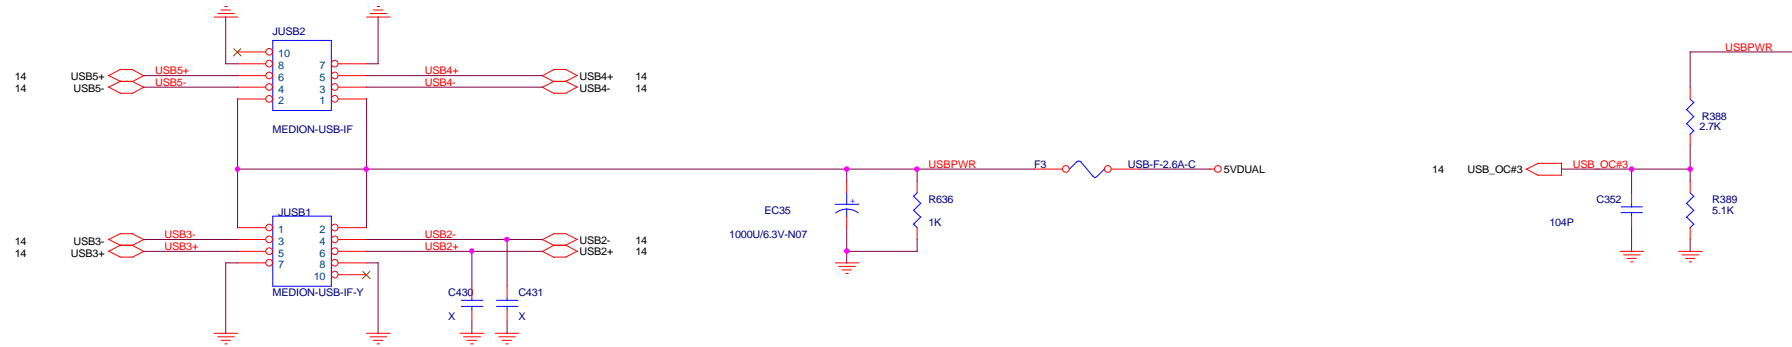 JUSB2
10
8 7
14 USB5+ USB5+ 6 5 USB4+ USB4+ 14
14 USB5- USB5- 4 3 USB4- USB4- 14
2 1
MEDION-USB-IF
USBPWR F3 USB-F-2.6A-C 5VDUAL
JUSB1
1 2
14 USB3- USB3- 3 4 USB2- USB2- 14
14 USB3+ USB3+ 5 6 USB2+ USB2+ 14
7 8
10
MEDION-USB-IF-Y
C430 C431
X X
EC35
1000U/6.3V-N07
+
R636
1K
USBPWR
R388
2.7K
14 USB_OC#3 USB_OC#3
C352
104P
R389
5.1K